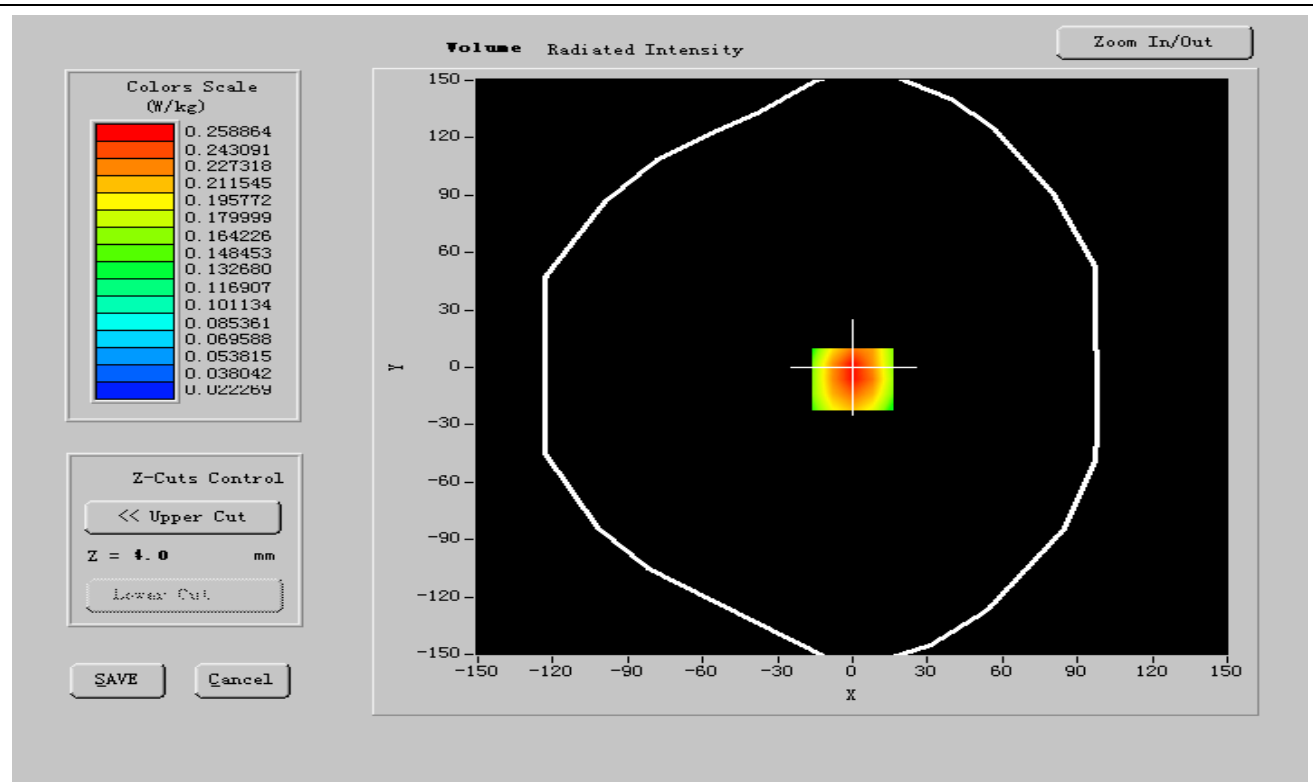 Volume Radiated Intensity
Zoom In/Out
Colors Scale
(W/kg)
0.258864
0.243091
0.227318
0.211545
0.195772
0.179999
0.164226
0.148453
0.132680
0.116907
0.101134
0.085361
0.069588
0.053815
0.038042
0.022269
Z-Cuts Control
<< Upper Cut
Z = 4.0 mm
Lower Cut
SAVE Cancel
150
120
90
60
30
0
-30
-60
-90
-120
-150
Y
-150 -120 -90 -60 -30 0 30 60 90 120 150
X